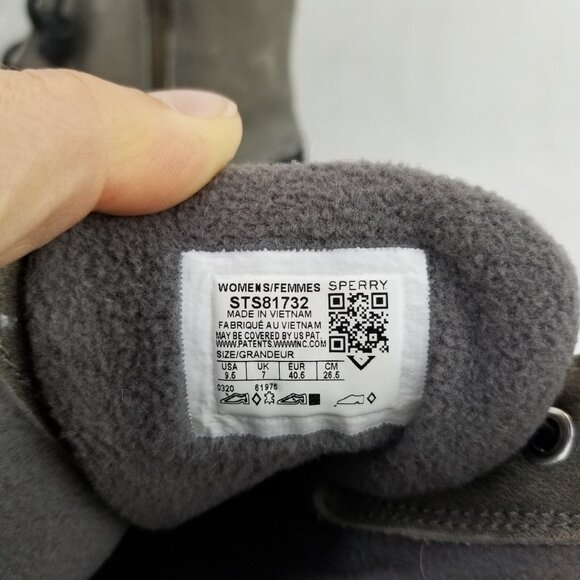 WOMENS/FEMMES SPERRY
STS81732
MADE IN VIETNAM
FABRIQUÉ AU VIETNAM
MAY BE COVERED BY US PAT.
WWW.PATENTS.WWWINC.COM
SIZE/GRANDEUR
USA UK EUR CM
9.5 7 40.5 26.5
0320 61976